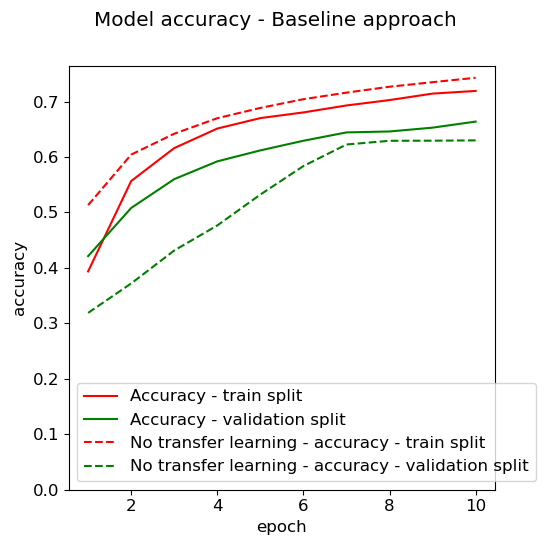 Model accuracy - Baseline approach
accuracy
0.7
0.6
0.5
0.4
0.3
0.2
0.1
0.0
Accuracy - train split
Accuracy - validation split
No transfer learning - accuracy - train split
No transfer learning - accuracy - validation split
2 4 6 8 10
epoch